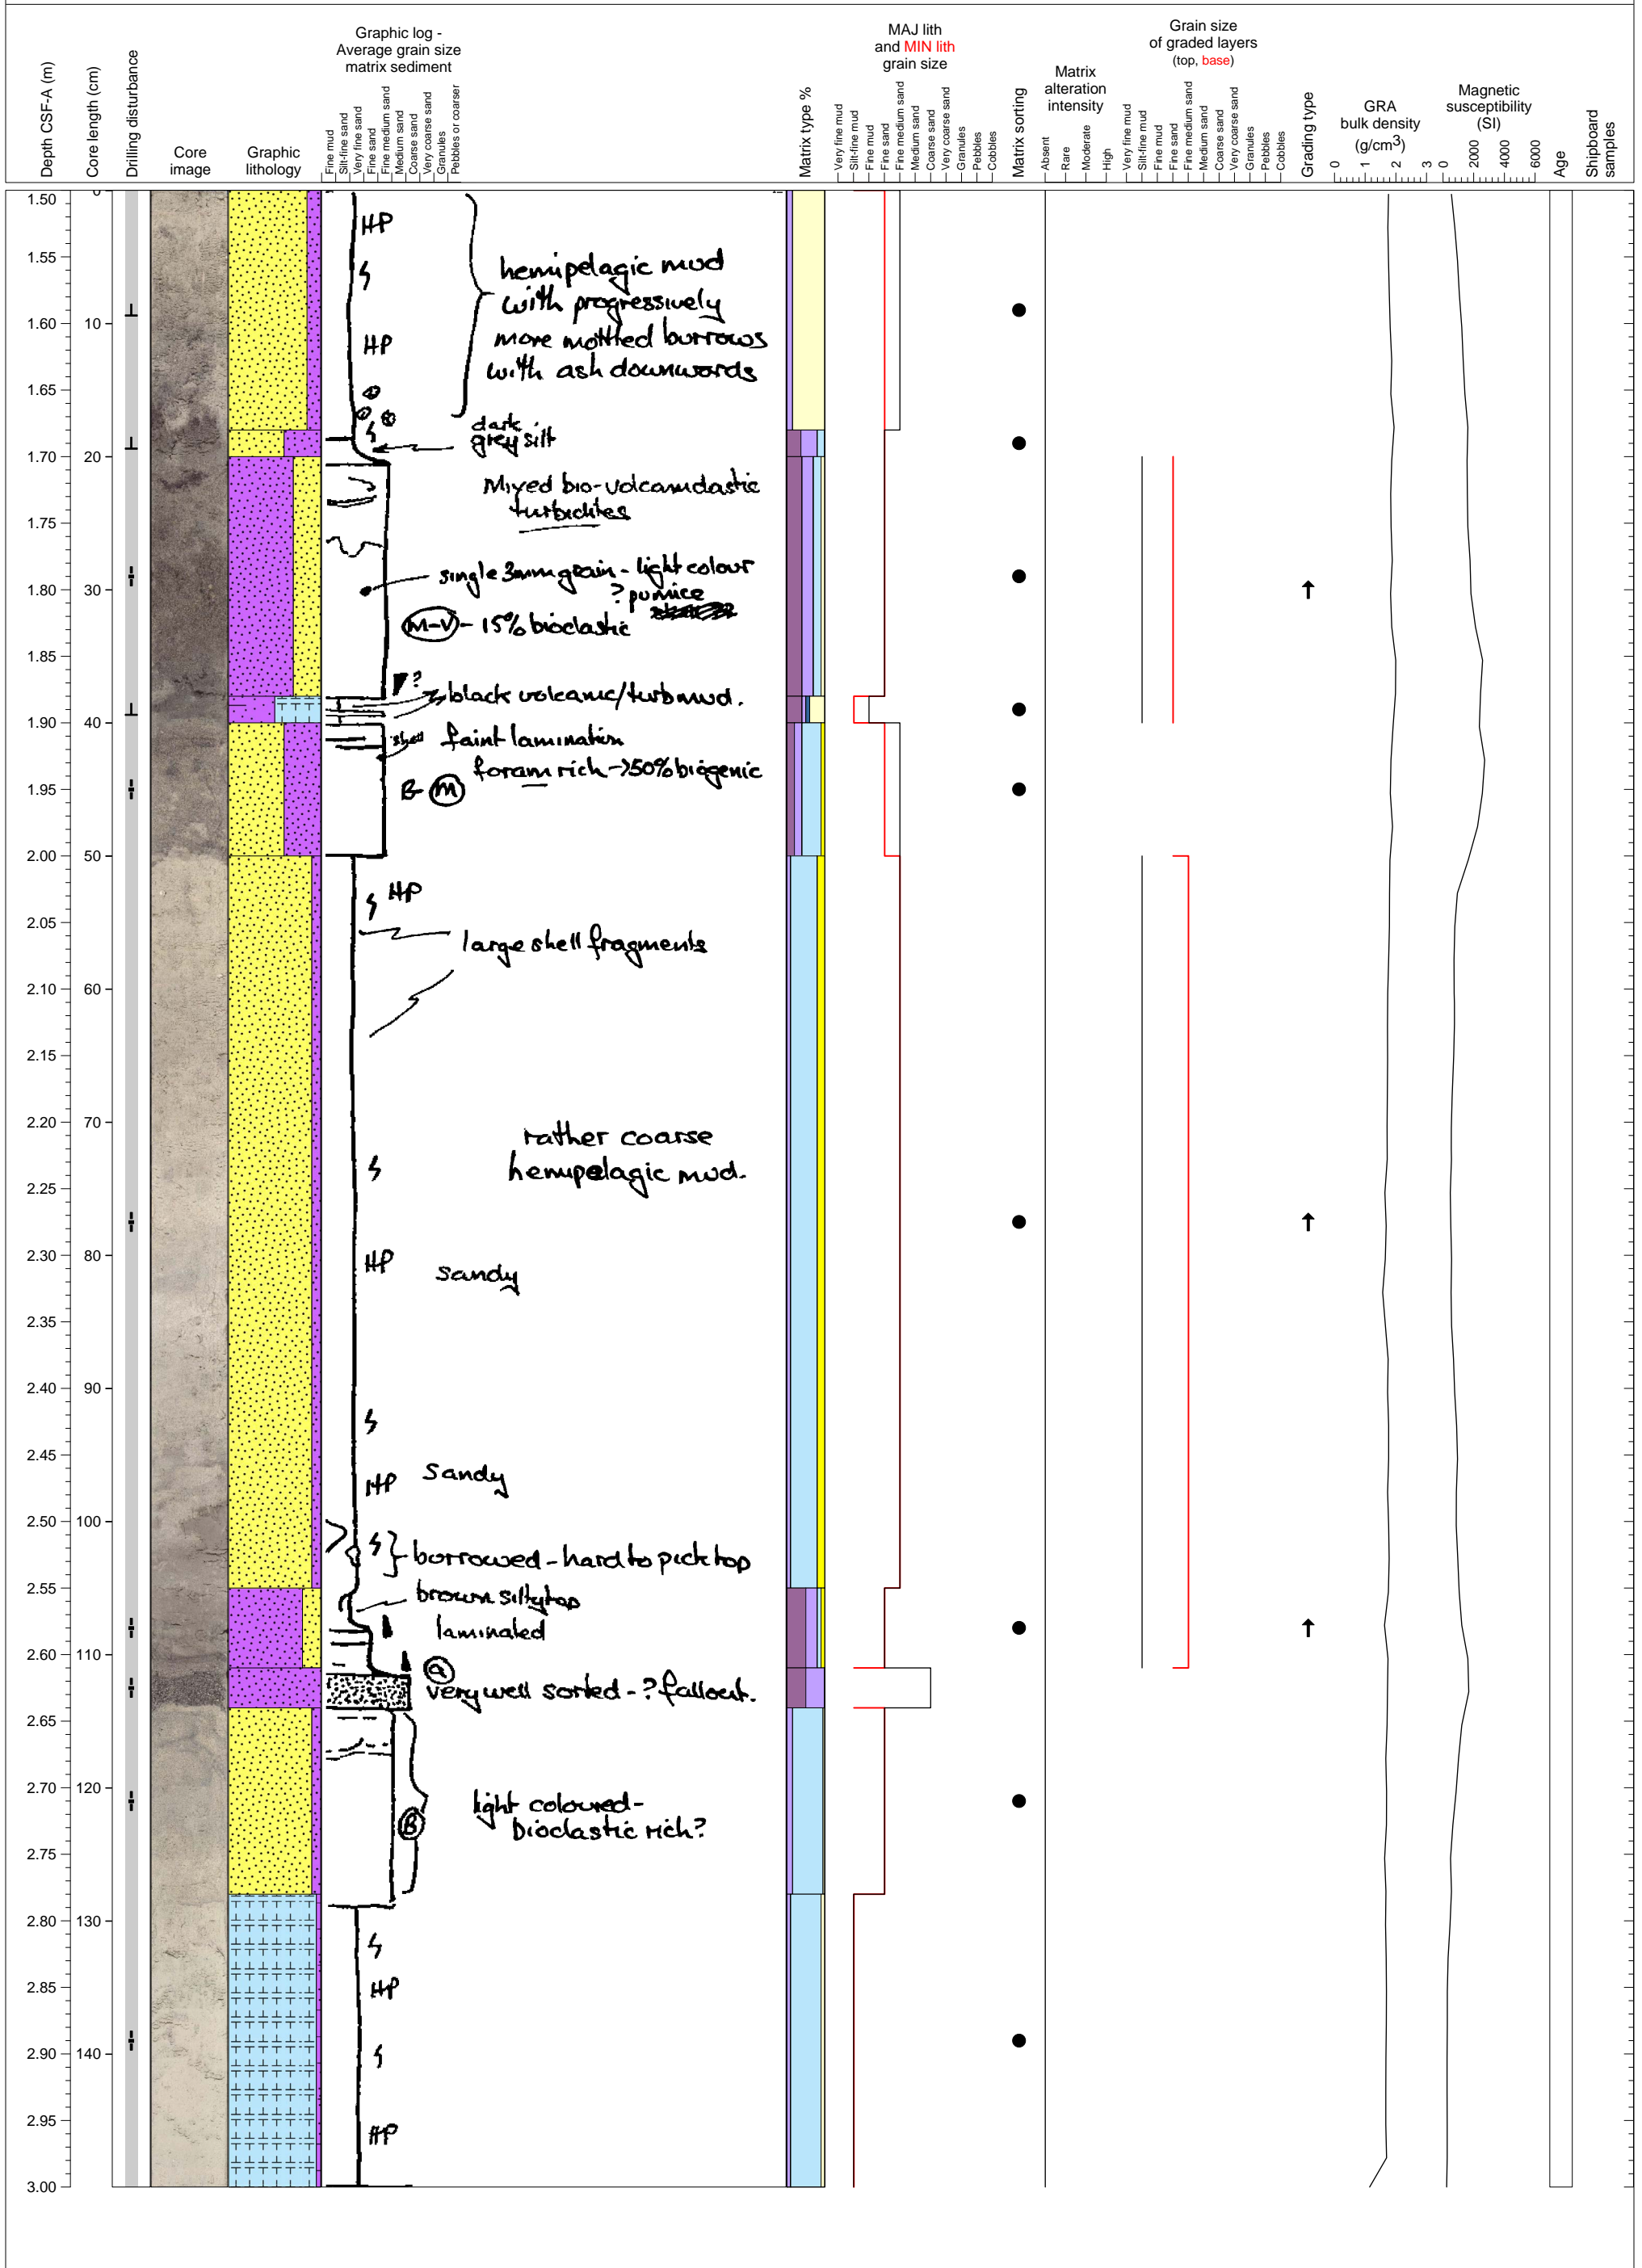 Graphic log -
Average grain size
matrix sediment
MAJ lith
and MIN lith
grain size
Grain size
of graded layers
(top, base)
Depth CSF-A (m)
Core length (cm)
Drilling disturbance
Core
image
Graphic
lithology
Fine mud
Silt-fine sand
Very fine sand
Fine sand
Fine medium sand
Medium sand
Coarse sand
Very coarse sand
Granules
Pebbles or coarser
Matrix type %
Very fine mud
Silt-fine mud
Fine mud
Fine sand
Fine medium sand
Medium sand
Coarse sand
Very coarse sand
Granules
Pebbles
Cobbles
Matrix sorting
Matrix
alteration
intensity
Absent
Rare
Moderate
High
Very fine mud
Silt-fine mud
Fine mud
Fine sand
Fine medium sand
Medium sand
Coarse sand
Very coarse sand
Granules
Pebbles
Cobbles
Grading type
GRA
bulk density
(g/cm3)
0 1 2 3
Magnetic
susceptibility
(SI)
0 2000 4000 6000
Age
Shipboard
samples
1.50 0
HP
1.55
hemipelagic mud
with progressively
1.60 10
HP
more mottled burrows
with ash downwards
1.65
dark
grey silt
1.70 20
Mixed bio-volcaniclastic
turbidites
1.75
single 3mm grain - light colour
? pumice
1.80 30
M-V - 15% bioclastic
1.85
?
black volcanic/turb mud.
1.90 40
shell faint lamination
foram rich ->50% biogenic
1.95
B- M
2.00 50
HP
2.05
large shell fragments
2.10 60
2.15
2.20 70
rather coarse
hemipelagic mud.
2.25
2.30 80
HP
sandy
2.35
2.40 90
2.45
HP sandy
2.50 100
borrowed - hard to pick top
2.55
brown silty top
laminated
2.60 110
very well sorted - ? fallout.
2.65
2.70 120
light coloured -
bioclastic rich?
B
2.75
2.80 130
2.85
HP
2.90 140
2.95
HP
3.00